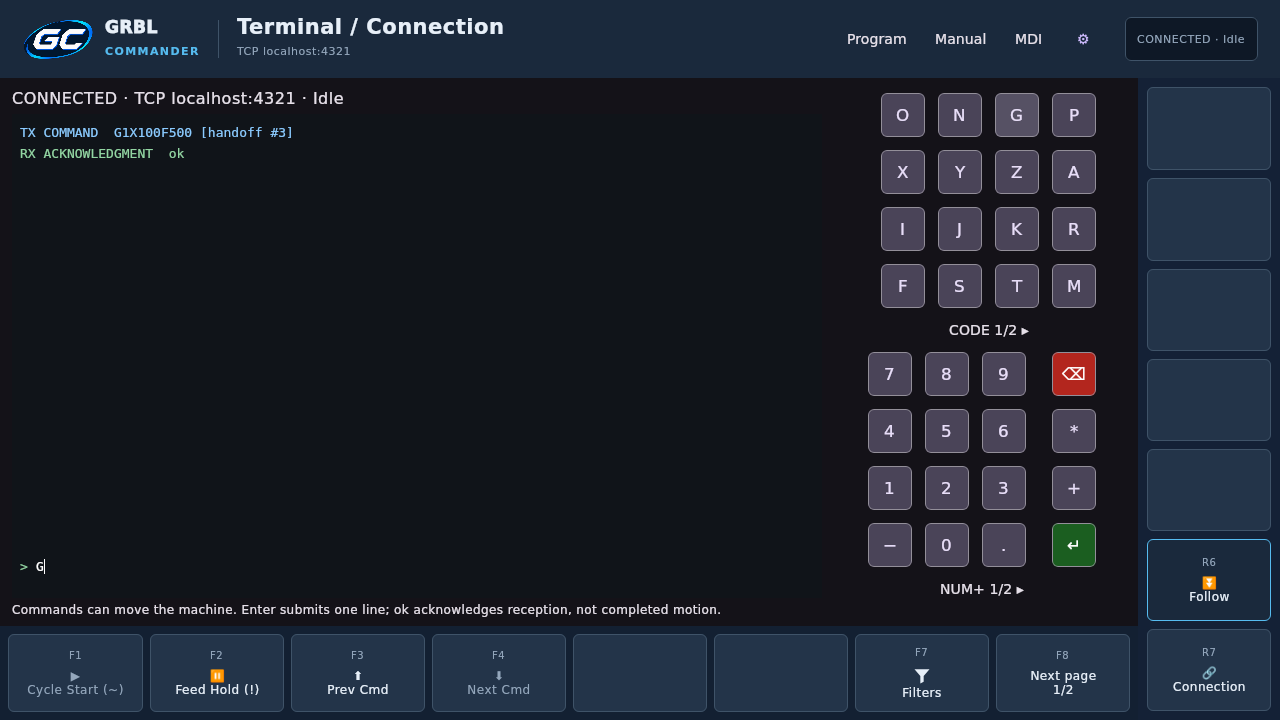 GC
GRBL
COMMANDER
Terminal / Connection
TCP localhost:4321
Program
Manual
MDI
CONNECTED · Idle
CONNECTED · TCP localhost:4321 · Idle
TX COMMAND  G1X100F500 [handoff #3]
RX ACKNOWLEDGMENT  ok
> G
Commands can move the machine. Enter submits one line; ok acknowledges reception, not completed motion.
O N G P
X Y Z A
I J K R
F S T M
CODE 1/2 ▸
7 8 9 ⌫
4 5 6 *
1 2 3 +
− 0 . ↵
NUM+ 1/2 ▸
R6
Follow
R7
Connection
F1
Cycle Start (~)
F2
Feed Hold (!)
F3
Prev Cmd
F4
Next Cmd
F7
Filters
F8
Next page
1/2